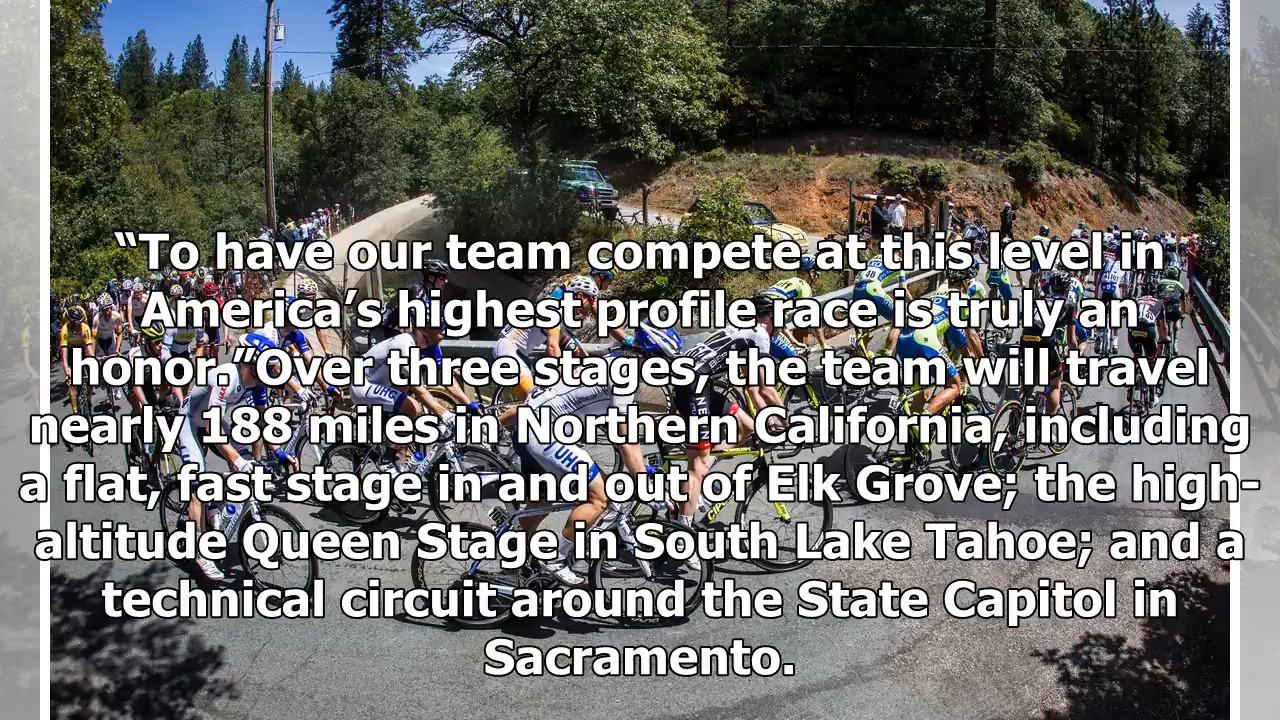 “To have our team compete at this level in
America’s highest profile race is truly an
honor.”Over three stages, the team will travel
nearly 188 miles in Northern California, including
a flat, fast stage in and out of Elk Grove; the high-
altitude Queen Stage in South Lake Tahoe; and a
technical circuit around the State Capitol in
Sacramento.